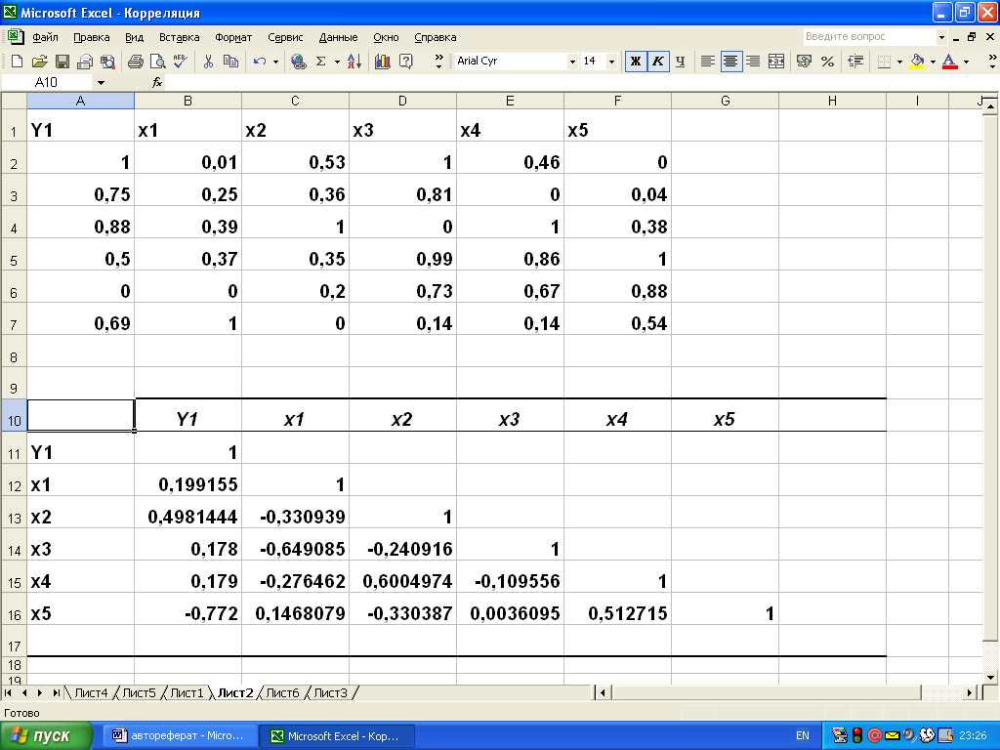 Microsoft Excel - Корреляция
Файл Правка Вид Вставка Формат Сервис Данные Окно Справка Введите вопрос
Arial Cyr 14 Ж К Ч
A10 fx
A B C D E F G H I J
1 Y1 x1 x2 x3 x4 x5
2 1 0,01 0,53 1 0,46 0
3 0,75 0,25 0,36 0,81 0 0,04
4 0,88 0,39 1 0 1 0,38
5 0,5 0,37 0,35 0,99 0,86 1
6 0 0 0,2 0,73 0,67 0,88
7 0,69 1 0 0,14 0,14 0,54
8
9
10 Y1 x1 x2 x3 x4 x5
11 Y1 1
12 x1 0,199155 1
13 x2 0,4981444 -0,330939 1
14 x3 0,178 -0,649085 -0,240916 1
15 x4 0,179 -0,276462 0,6004974 -0,109556 1
16 x5 -0,772 0,1468079 -0,330387 0,0036095 0,512715 1
17
18
19
Лист4 Лист5 Лист1 Лист2 Лист6 Лист3
Готово
пуск автореферат - Micro... Microsoft Excel - Кор... EN 23:26